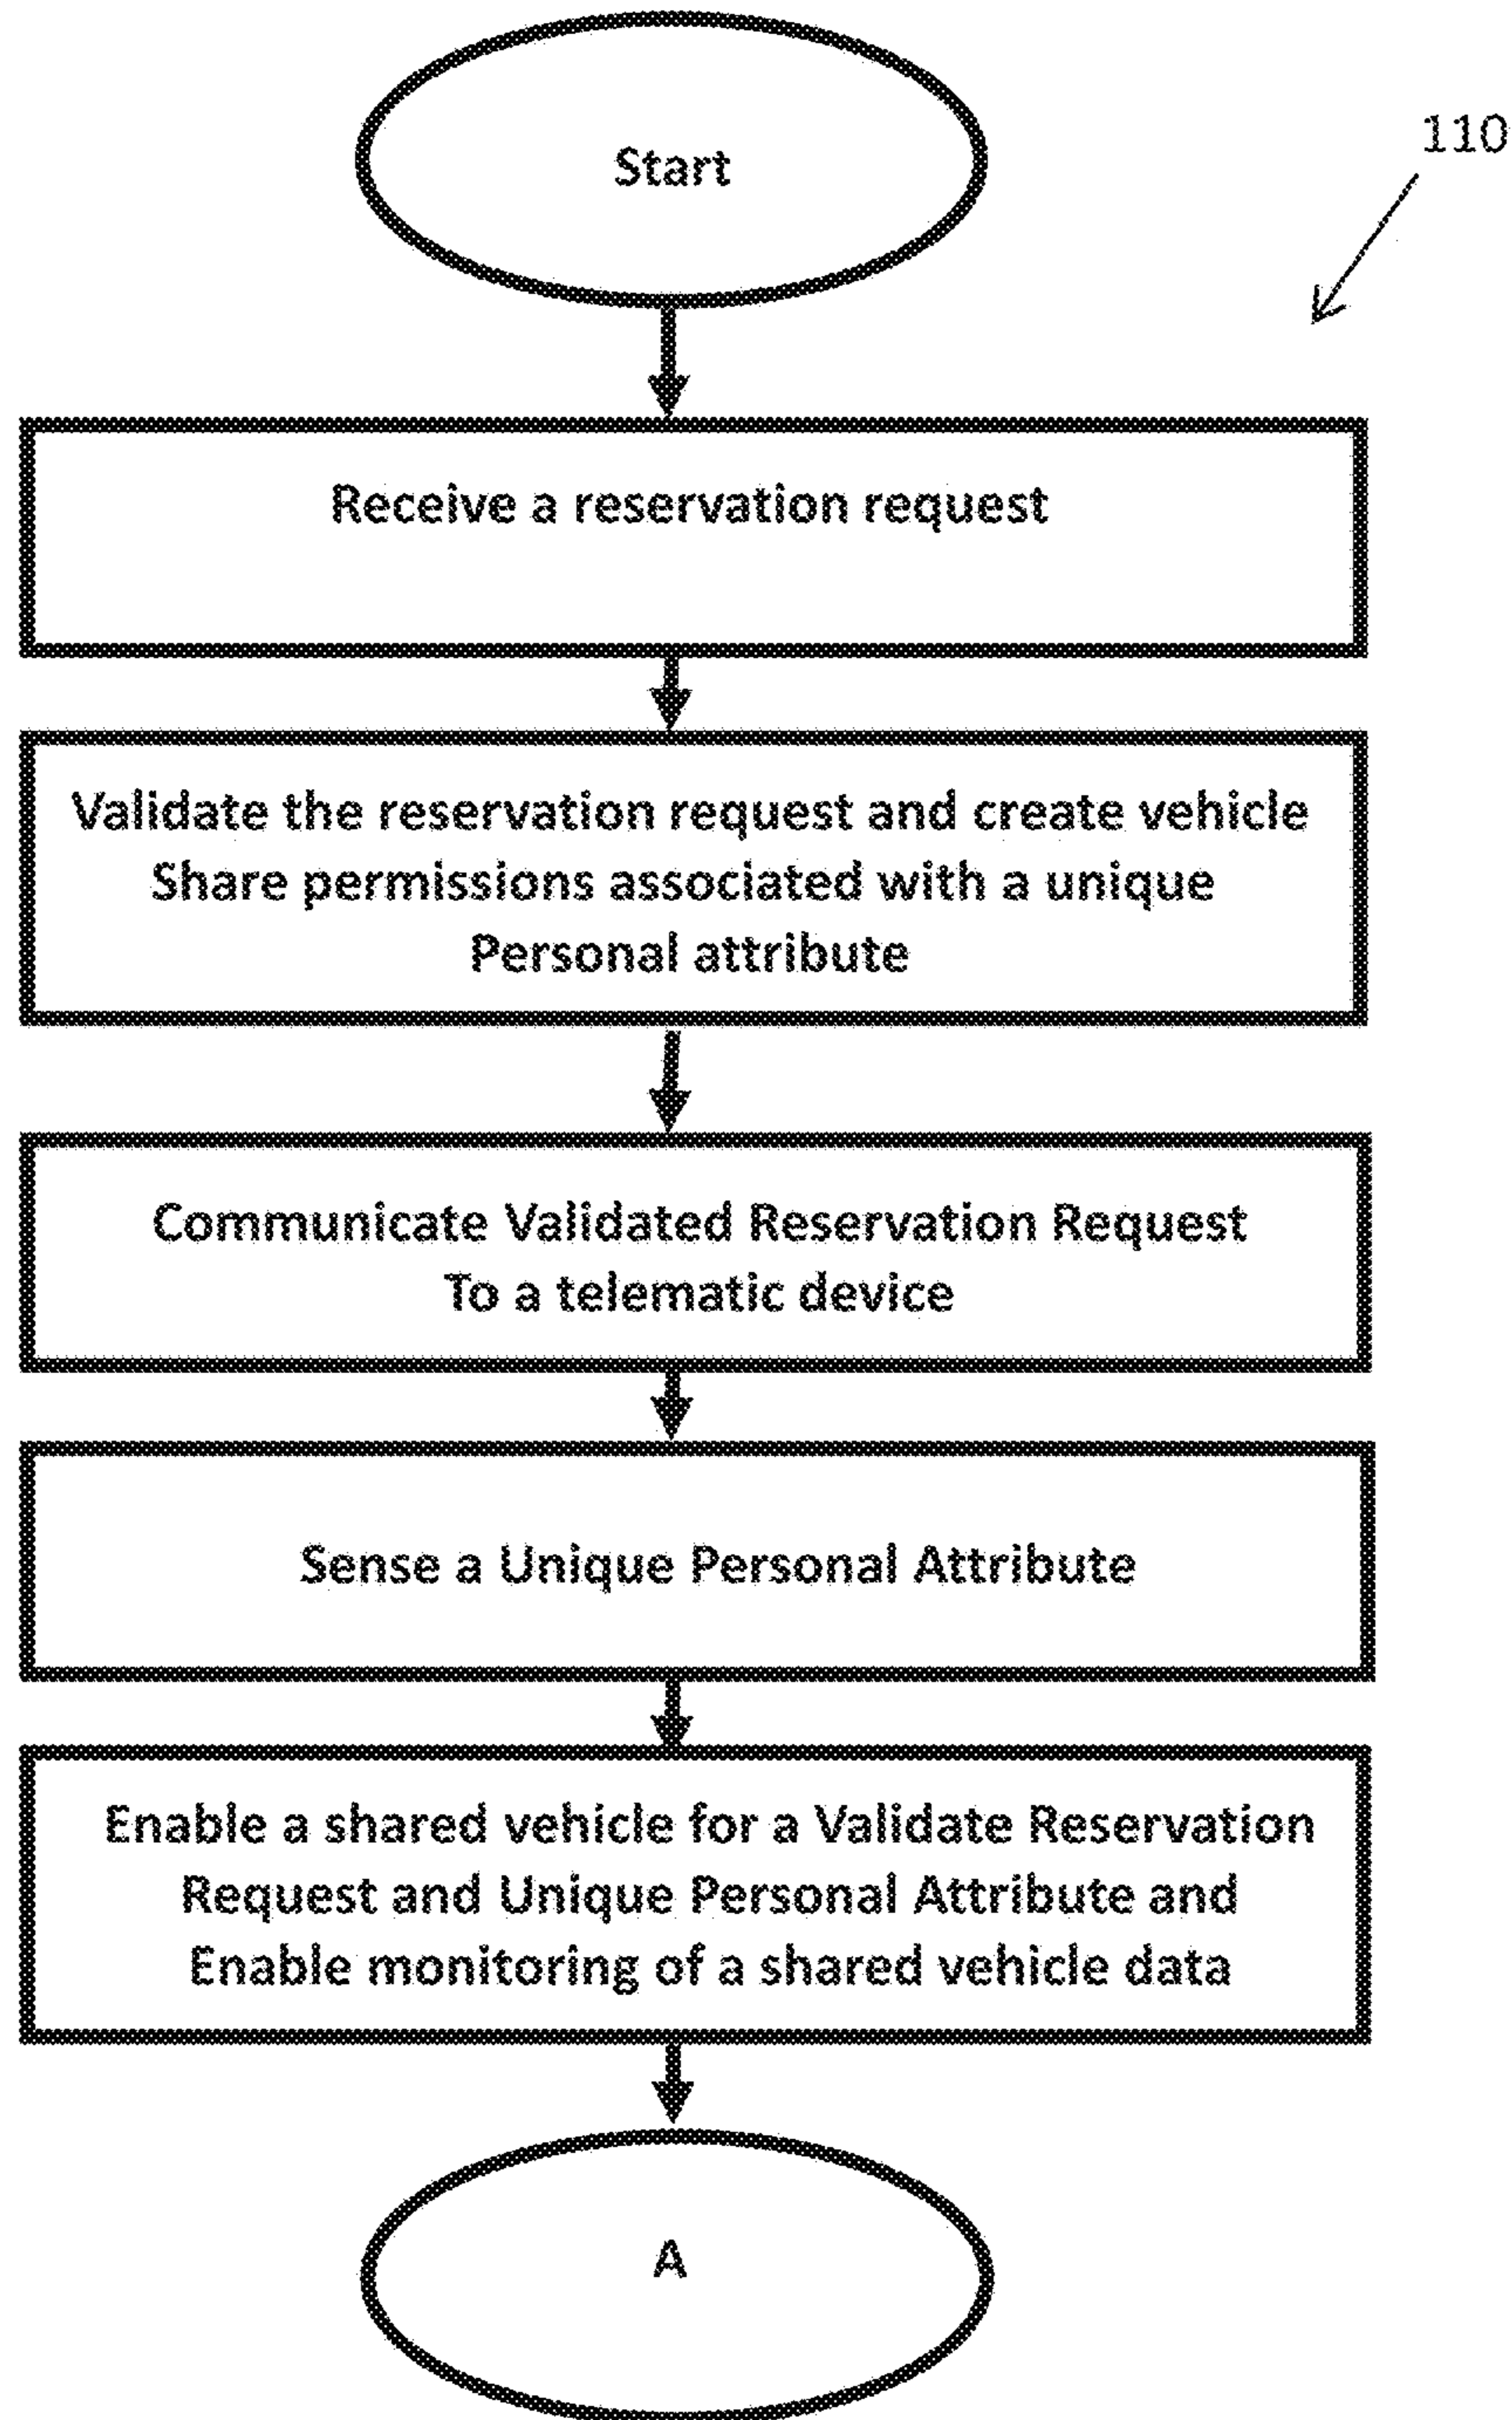 Start
110
Receive a reservation request
Validate the reservation request and create vehicle
Share permissions associated with a unique
Personal attribute
Communicate Validated Reservation Request
To a telematic device
Sense a Unique Personal Attribute
Enable a shared vehicle for a Validate Reservation
Request and Unique Personal Attribute and
Enable monitoring of a shared vehicle data
A